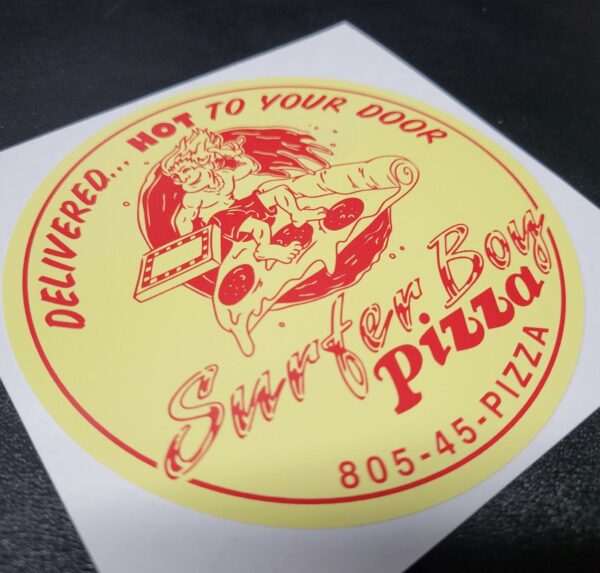 DELIVERED... HOT TO YOUR DOOR
Surfer Boy
Pizza
805-45-PIZZA